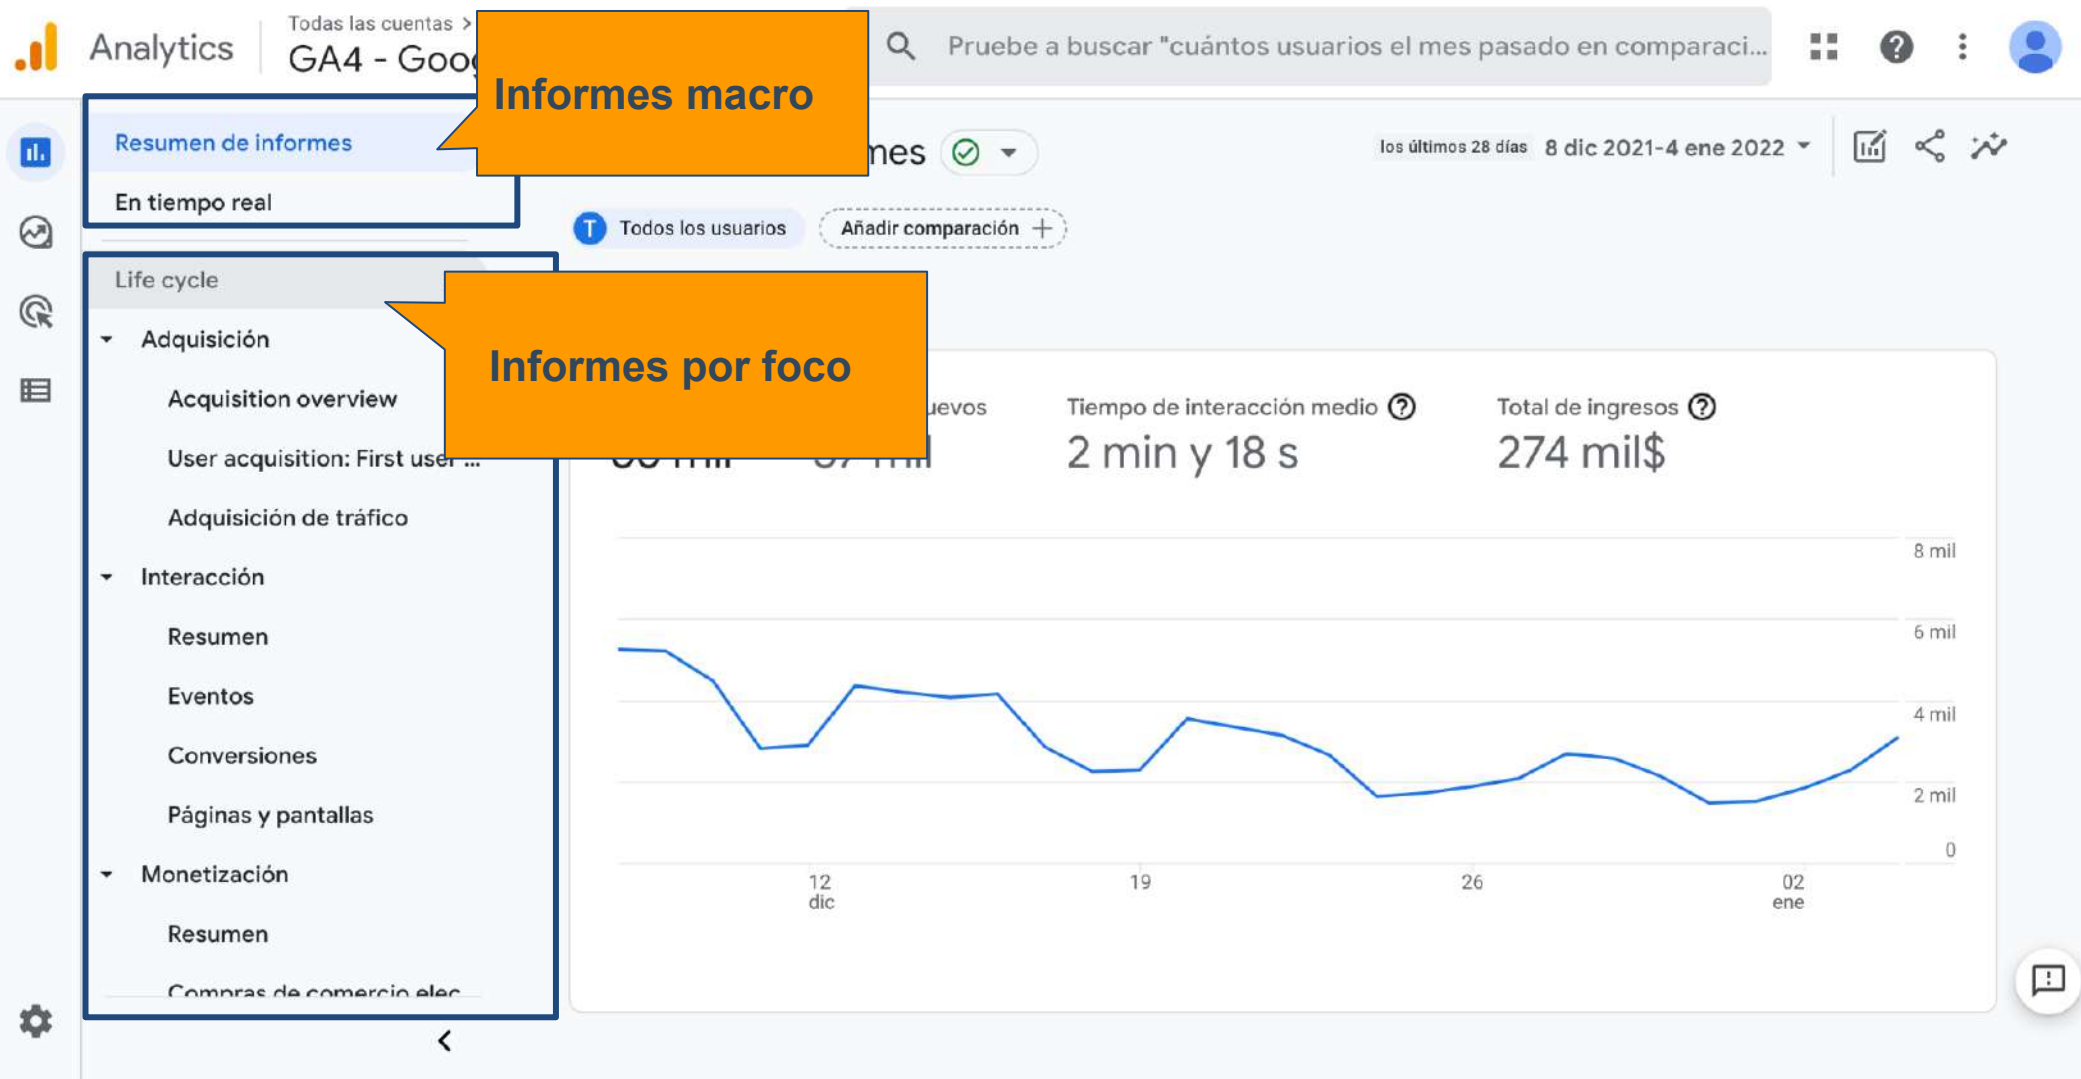 Analytics
Todas las cuentas >
GA4 - Goo
Pruebe a buscar "cuántos usuarios el mes pasado en comparaci...
Informes macro
Resumen de informes
En tiempo real
los últimos 28 días 8 dic 2021-4 ene 2022
T Todos los usuarios
Añadir comparación +
Life cycle
Adquisición
Acquisition overview
User acquisition: First user ...
Adquisición de tráfico
Interacción
Resumen
Eventos
Conversiones
Páginas y pantallas
Monetización
Resumen
Compras de comercio elec
Informes por foco
Tiempo de interacción medio
2 min y 18 s
Total de ingresos
274 mil$
8 mil
6 mil
4 mil
2 mil
0
12
dic
19
26
02
ene